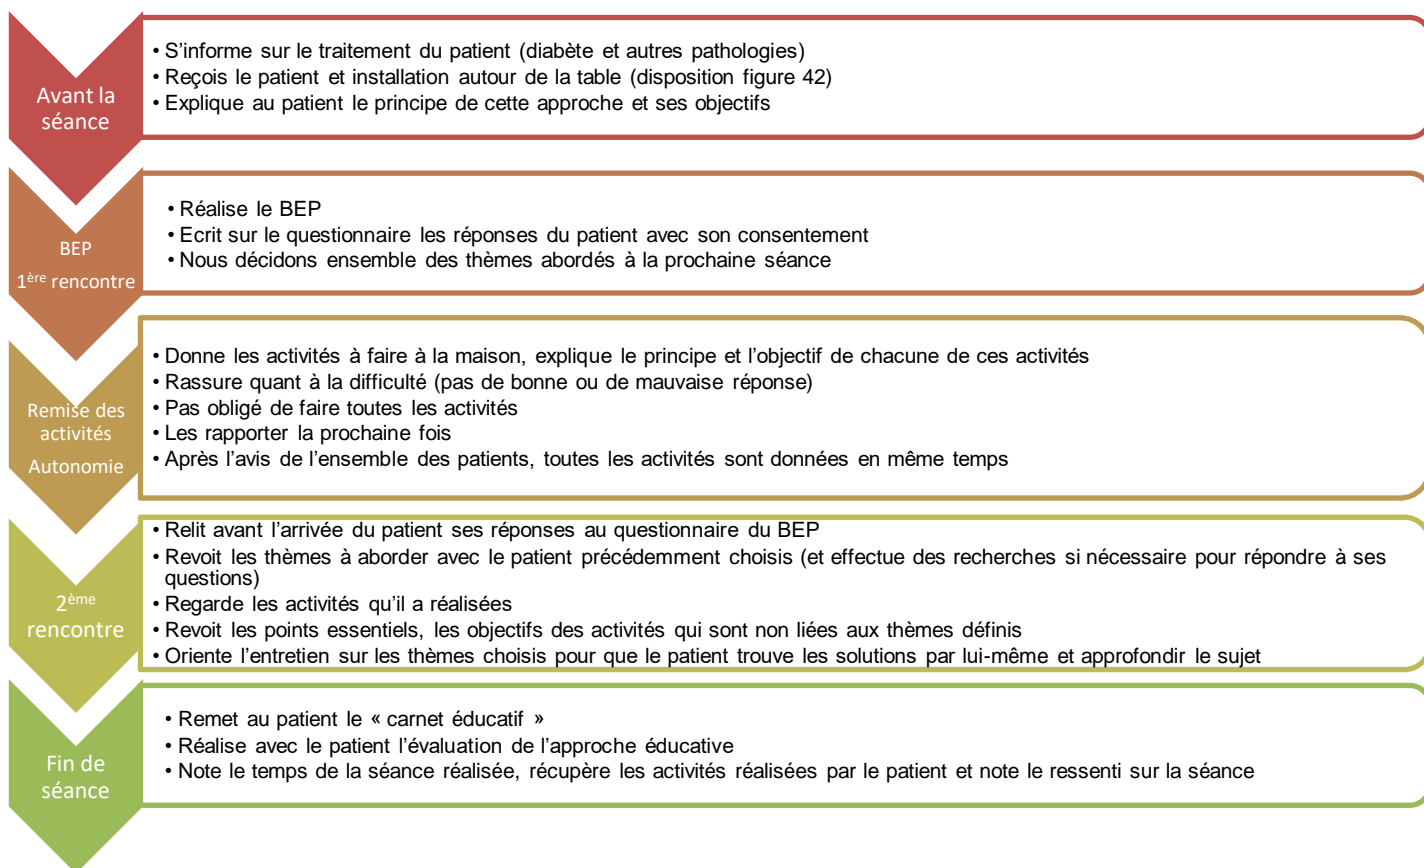 Avant la
séance
• S’informe sur le traitement du patient (diabète et autres pathologies)
• Reçois le patient et installation autour de la table (disposition figure 42)
• Explique au patient le principe de cette approche et ses objectifs
BEP
1ère rencontre
• Réalise le BEP
• Ecrit sur le questionnaire les réponses du patient avec son consentement
• Nous décidons ensemble des thèmes abordés à la prochaine séance
Remise des
activités
Autonomie
• Donne les activités à faire à la maison, explique le principe et l’objectif de chacune de ces activités
• Rassure quant à la difficulté (pas de bonne ou de mauvaise réponse)
• Pas obligé de faire toutes les activités
• Les rapporter la prochaine fois
• Après l’avis de l’ensemble des patients, toutes les activités sont données en même temps
2ème
rencontre
• Relit avant l’arrivée du patient ses réponses au questionnaire du BEP
• Revoit les thèmes à aborder avec le patient précédemment choisis (et effectue des recherches si nécessaire pour répondre à ses
questions)
• Regarde les activités qu’il a réalisées
• Revoit les points essentiels, les objectifs des activités qui sont non liées aux thèmes définis
• Oriente l’entretien sur les thèmes choisis pour que le patient trouve les solutions par lui-même et approfondir le sujet
Fin de
séance
• Remet au patient le « carnet éducatif »
• Réalise avec le patient l’évaluation de l’approche éducative
• Note le temps de la séance réalisée, récupère les activités réalisées par le patient et note le ressenti sur la séance